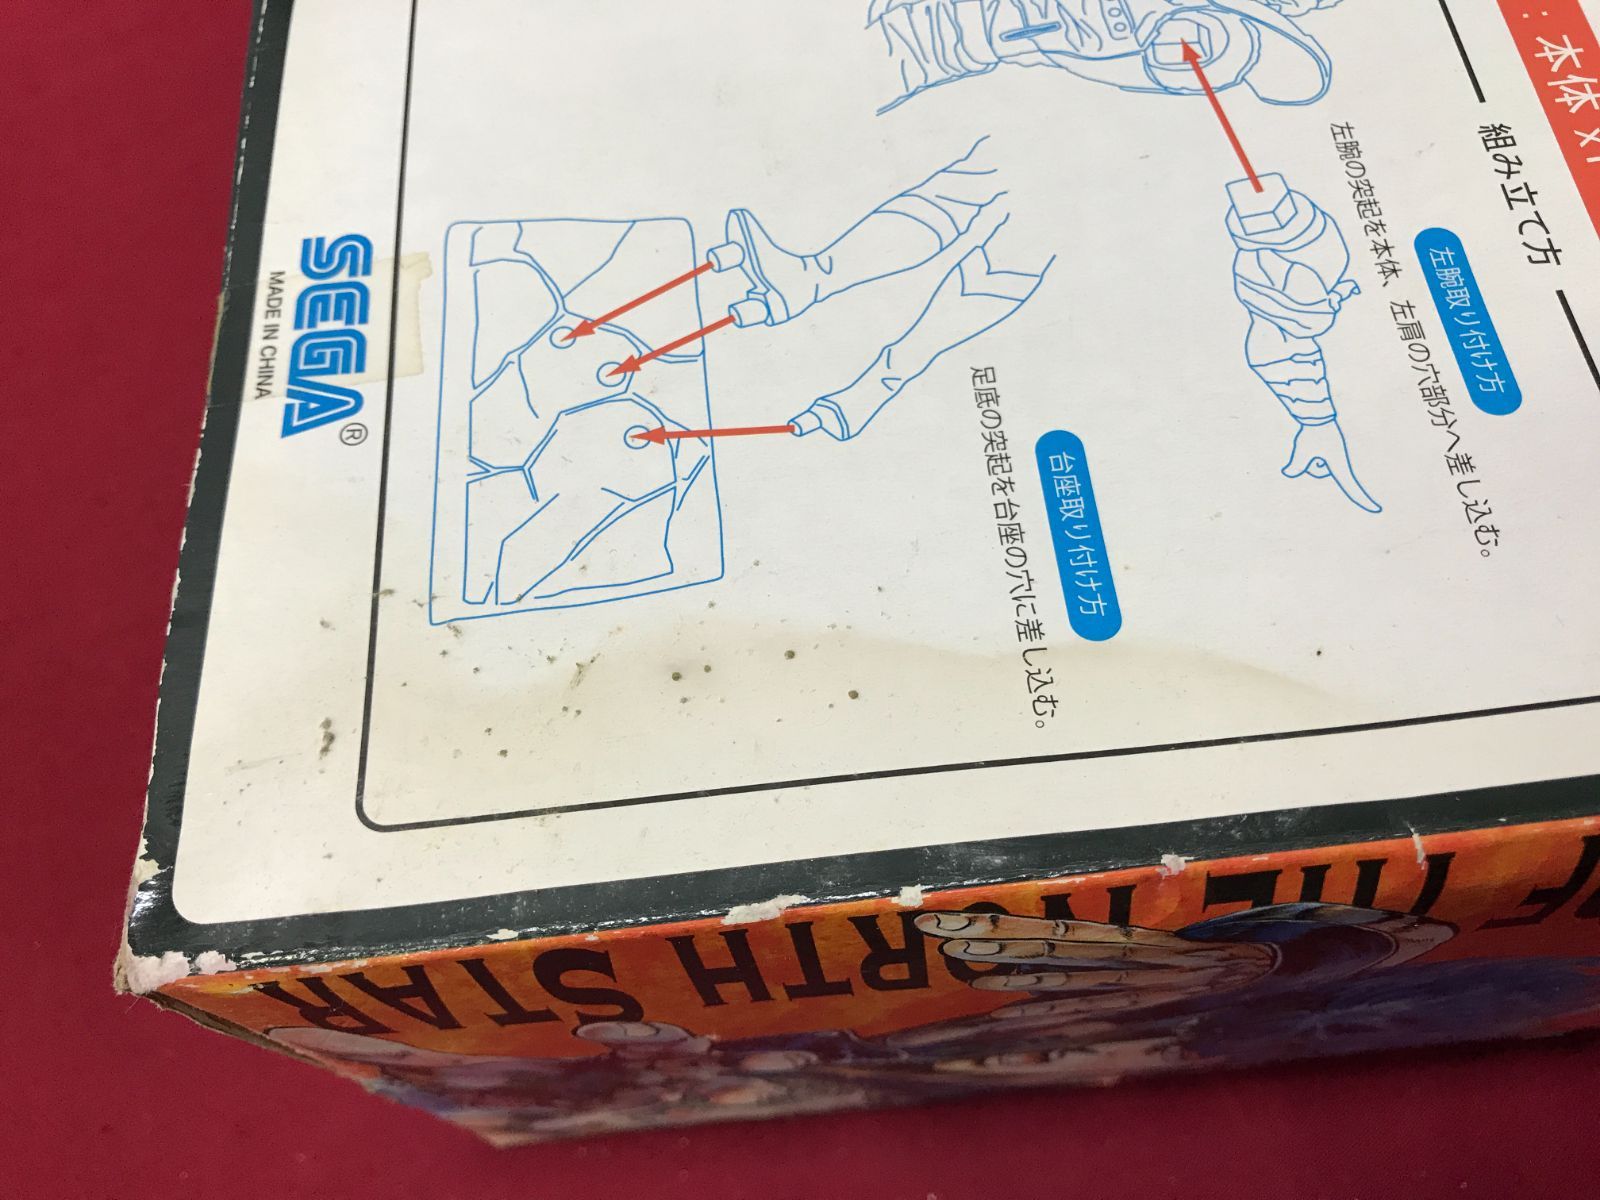 :本体 x1
組み立て方
左腕取り付け方
左腕の突起を本体、左肩の穴部分へ差し込む。
台座取り付け方
足底の突起を台座の穴に差し込む。
SEGA®
MADE IN CHINA
THE NORTH STAR